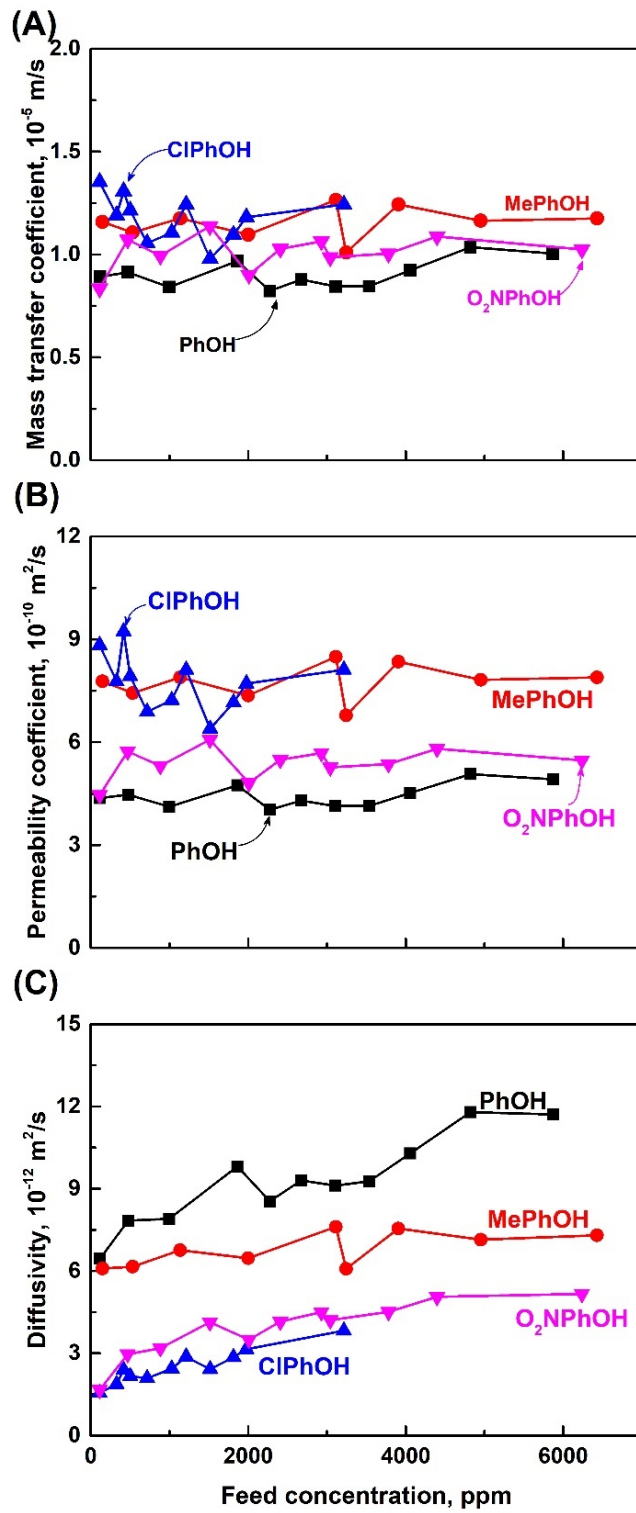 (A)
Mass transfer coefficient, 10⁻⁵ m/s
2.0
1.5
1.0
0.5
0.0
ClPhOH
MePhOH
PhOH
O₂NPhOH
(B)
Permeability coefficient, 10⁻¹⁰ m²/s
12
9
6
3
0
ClPhOH
MePhOH
PhOH
O₂NPhOH
(C)
Diffusivity, 10⁻¹² m²/s
15
12
9
6
3
0
PhOH
MePhOH
O₂NPhOH
ClPhOH
0 2000 4000 6000
Feed concentration, ppm